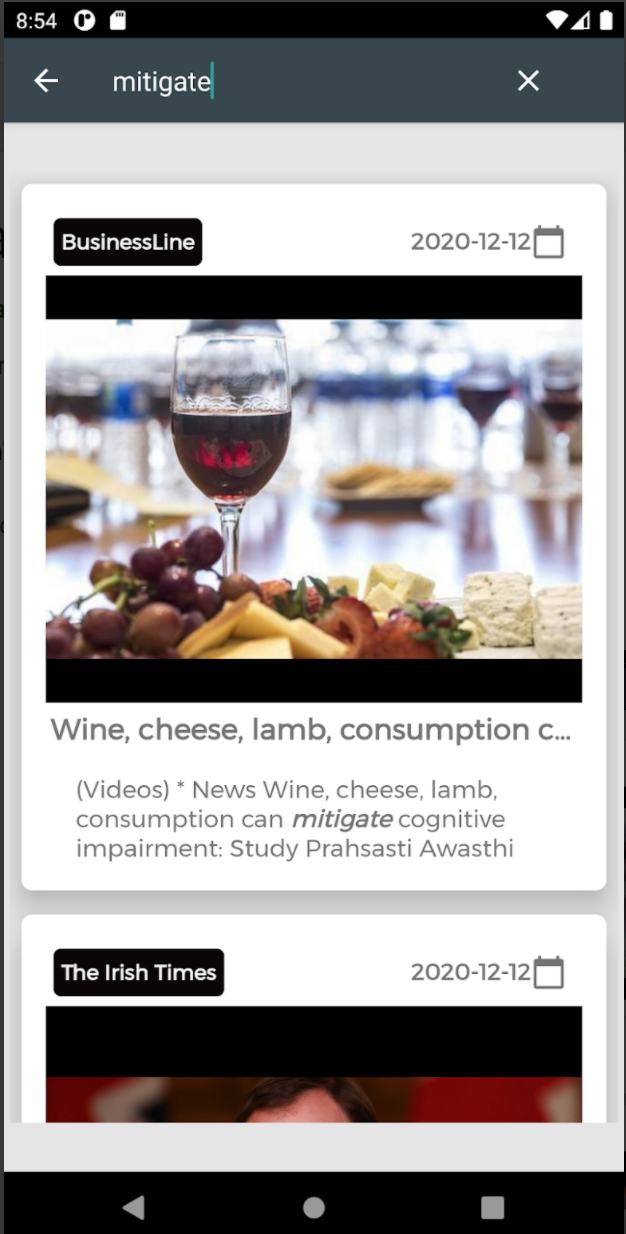 8:54
mitigate
BusinessLine
2020-12-12
Wine, cheese, lamb, consumption c...
(Videos) * News Wine, cheese, lamb,
consumption can mitigate cognitive
impairment: Study Prahsasti Awasthi
The Irish Times
2020-12-12